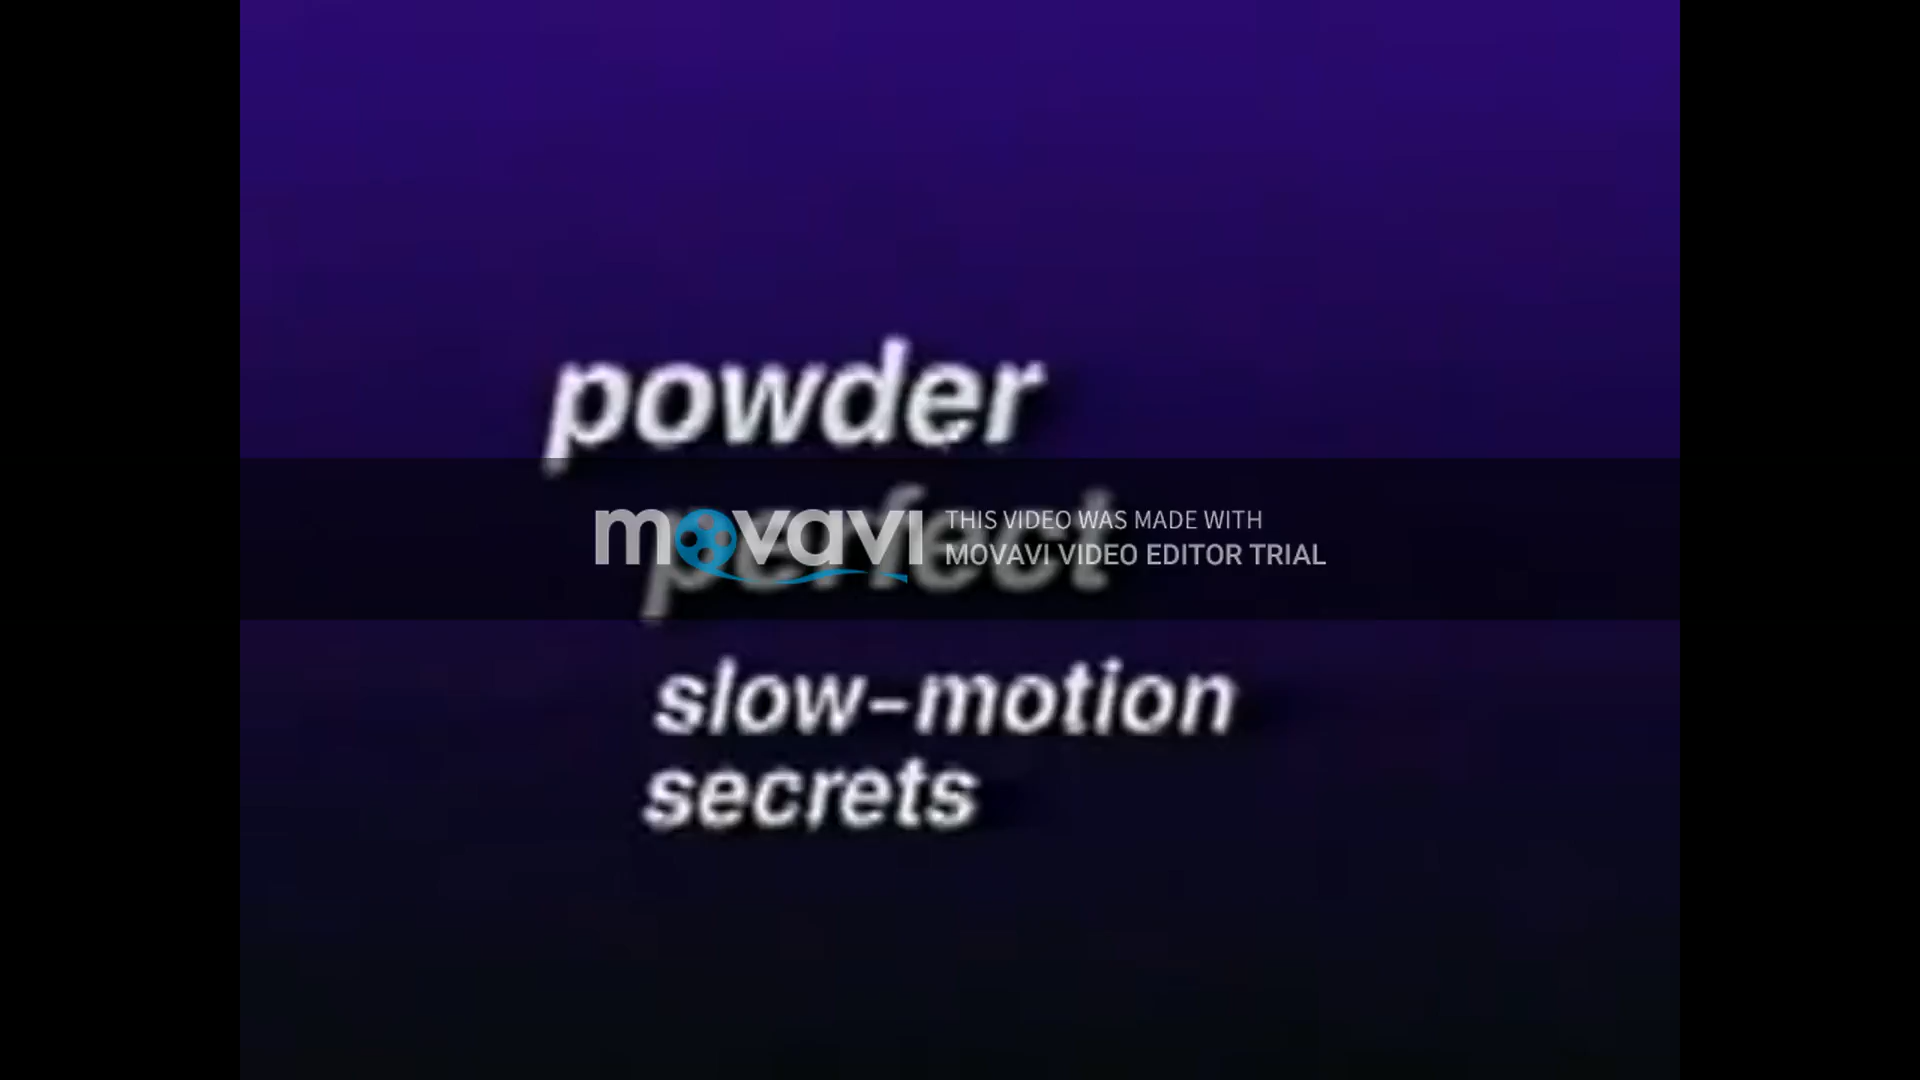 powder
perfect
movavi
THIS VIDEO WAS MADE WITH
MOVAVI VIDEO EDITOR TRIAL
slow-motion
secrets